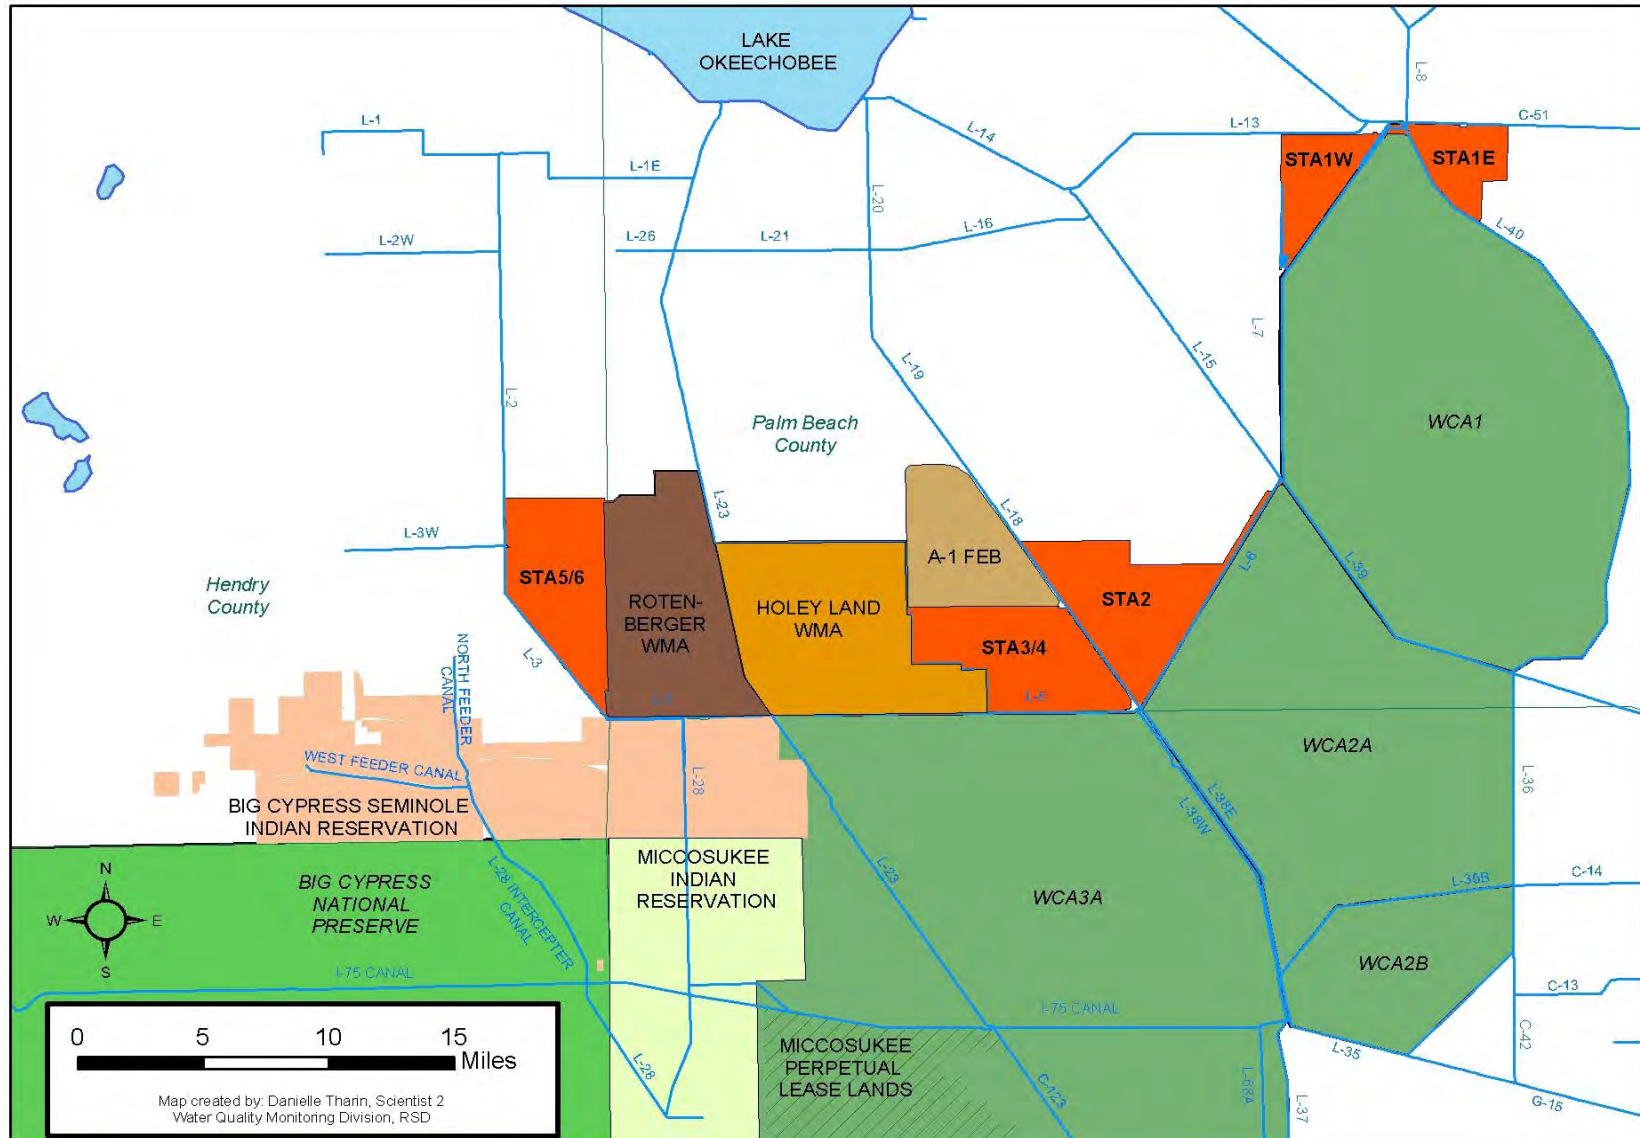 LAKE
OKEECHOBEE
L-8
L-1
L-14
L-13
C-51
STA1W
STA1E
L-1E
L-20
L-2W
L-26
L-21
L-16
L-40
L-7
L-19
L-15
L-2
Palm Beach
County
WCA1
L-23
L-18
L-3W
A-1 FEB
L-6
L-39
STA5/6
Hendry
County
ROTEN-
BERGER
WMA
HOLEY LAND
WMA
STA2
STA3/4
L-3
NORTH FEEDER
CANAL
L-5
WEST FEEDER CANAL
L-28
WCA2A
L-36
BIG CYPRESS SEMINOLE
INDIAN RESERVATION
L-38E
L-38W
MICCOSUKEE
INDIAN
RESERVATION
L-23
WCA3A
C-14
BIG CYPRESS
NATIONAL
PRESERVE
L-28 INTERCEPTER
CANAL
N
W
E
S
WCA2B
I-75 CANAL
C-13
I-75 CANAL
0 5 10 15
Miles
MICCOSUKEE
PERPETUAL
LEASE LANDS
L-28
C-123
L-68A
L-37
L-35
C-42
G-15
Map created by: Danielle Tharin, Scientist 2
Water Quality Monitoring Division, RSD